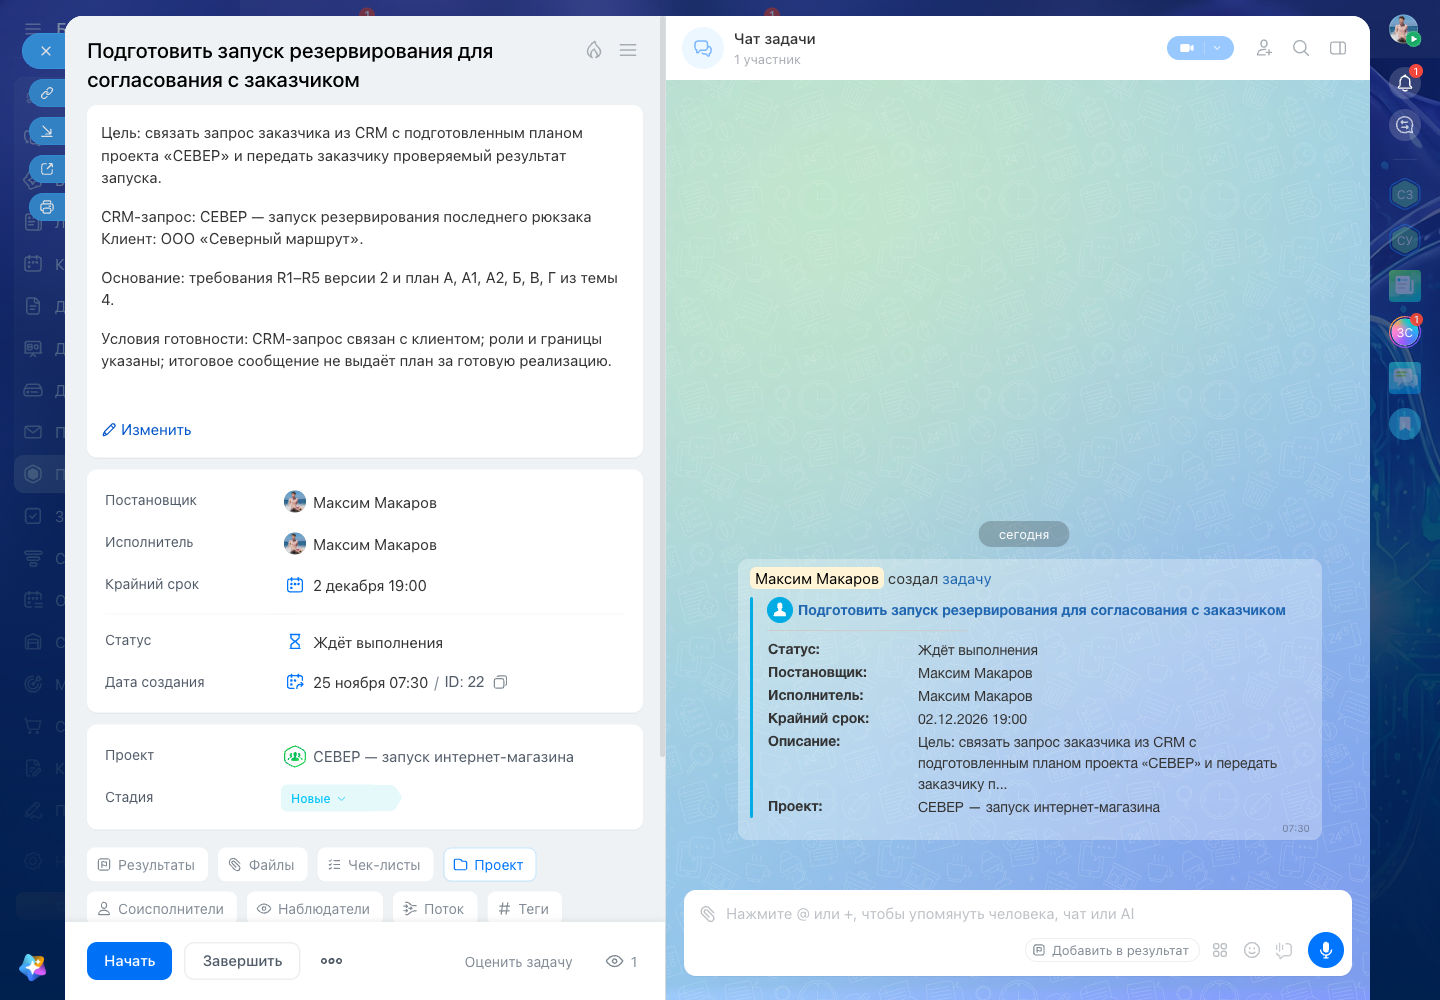 Подготовить запуск резервирования для
согласования с заказчиком
Цель: связать запрос заказчика из CRM с подготовленным планом
проекта «СЕВЕР» и передать заказчику проверяемый результат
запуска.
CRM-запрос: СЕВЕР — запуск резервирования последнего рюкзака
Клиент: ООО «Северный маршрут».
Основание: требования R1–R5 версии 2 и план А, А1, А2, Б, В, Г из темы
4.
Условия готовности: CRM-запрос связан с клиентом; роли и границы
указаны; итоговое сообщение не выдаёт план за готовую реализацию.
Изменить
Постановщик
Максим Макаров
Исполнитель
Максим Макаров
Крайний срок
2 декабря 19:00
Статус
Ждёт выполнения
Дата создания
25 ноября 07:30 / ID: 22
Проект
СЕВЕР — запуск интернет-магазина
Стадия
Новые
Результаты
Файлы
Чек-листы
Проект
Соисполнители
Наблюдатели
Поток
Теги
Начать
Завершить
Оценить задачу
1
Чат задачи
1 участник
сегодня
Максим Макаров создал задачу
Подготовить запуск резервирования для согласования с заказчиком
Статус: Ждёт выполнения
Постановщик: Максим Макаров
Исполнитель: Максим Макаров
Крайний срок: 02.12.2026 19:00
Описание: Цель: связать запрос заказчика из CRM с
подготовленным планом проекта «СЕВЕР» и передать
заказчику п...
Проект: СЕВЕР — запуск интернет-магазина
07:30
Нажмите @ или +, чтобы упомянуть человека, чат или AI
Добавить в результат
1
СЗ
СУ
1
ЗС